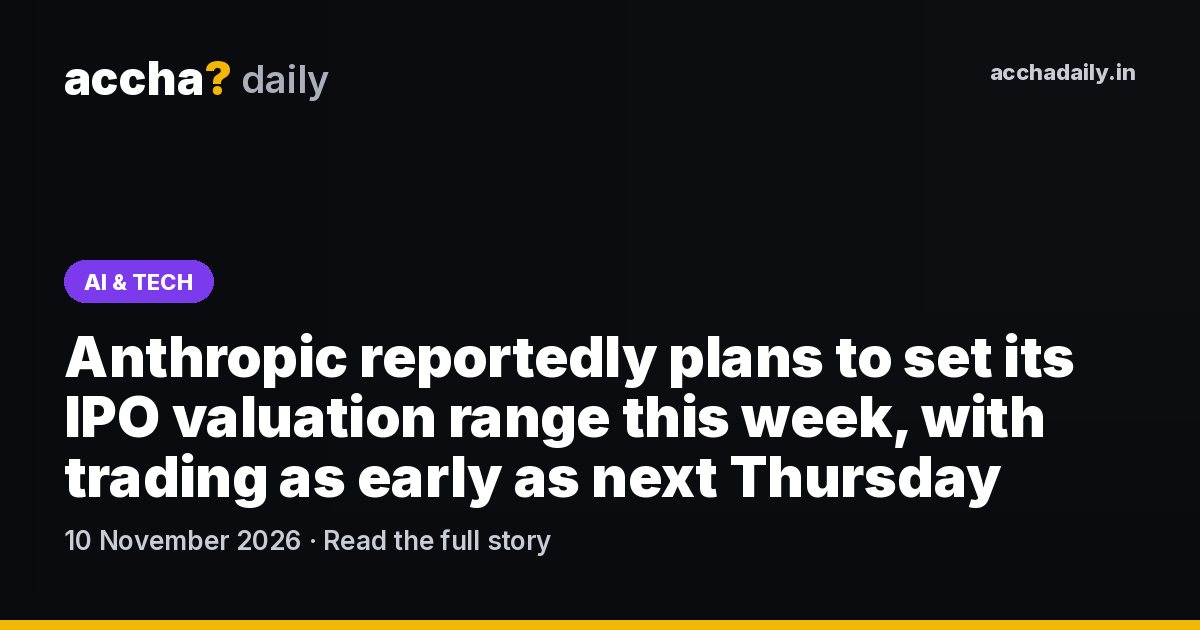 accha? daily
acchadaily.in
AI & TECH
Anthropic reportedly plans to set its
IPO valuation range this week, with
trading as early as next Thursday
10 November 2026 · Read the full story